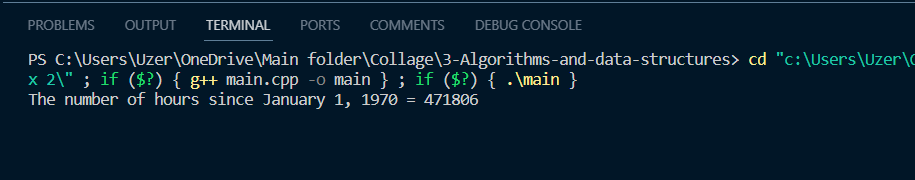 PROBLEMS OUTPUT TERMINAL PORTS COMMENTS DEBUG CONSOLE
PS C:\Users\Uzer\OneDrive\Main folder\Collage\3-Algorithms-and-data-structures> cd "c:\Users\Uzer\
x 2\" ; if ($?) { g++ main.cpp -o main } ; if ($?) { .\main }
The number of hours since January 1, 1970 = 471806